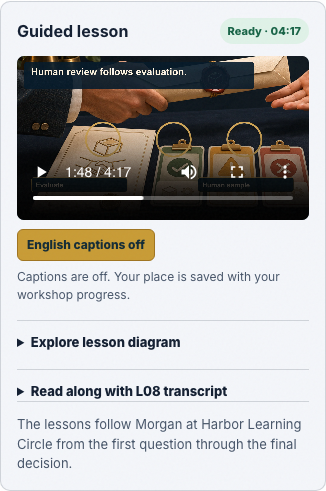 Guided lesson
Ready · 04:17
Human review follows evaluation.
1:48 / 4:17
Evaluate
Human sample
English captions off
Captions are off. Your place is saved with your
workshop progress.
Explore lesson diagram
Read along with L08 transcript
The lessons follow Morgan at Harbor Learning
Circle from the first question through the final
decision.